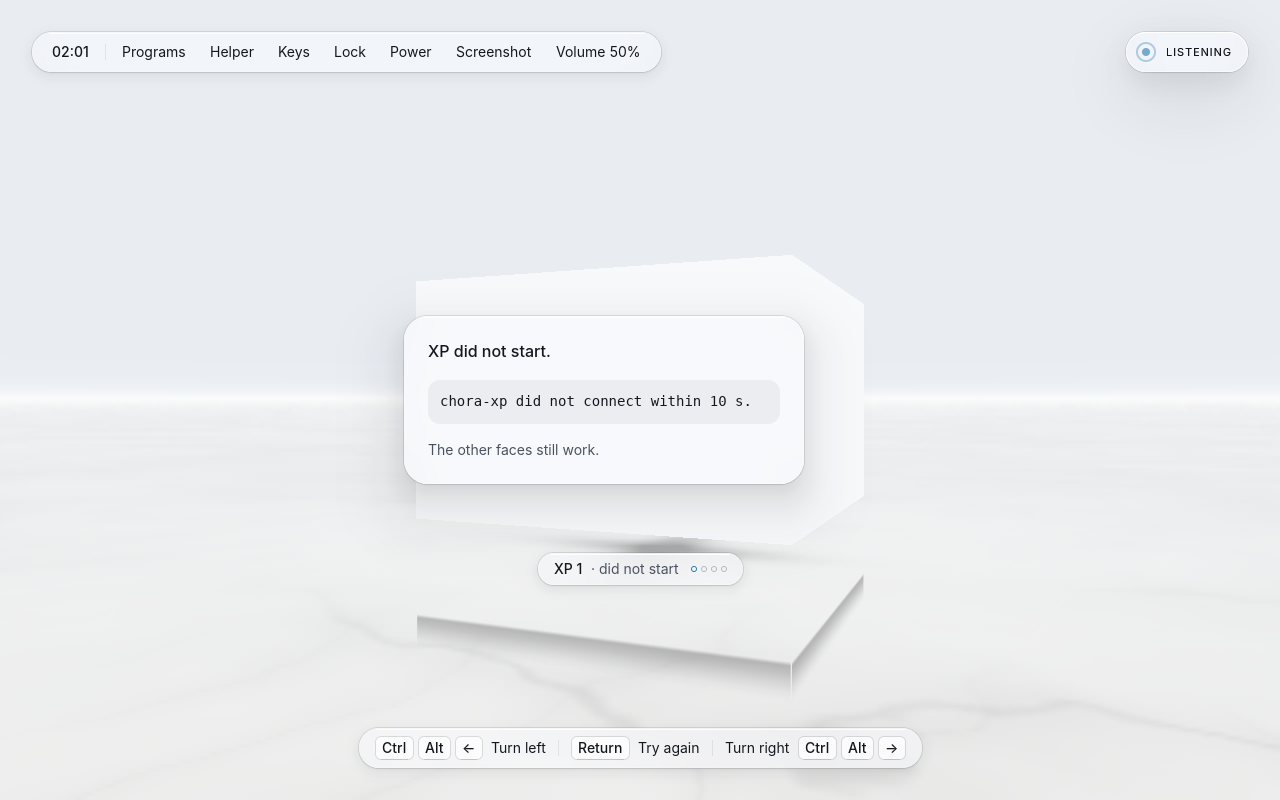 02:01 Programs Helper Keys Lock Power Screenshot Volume 50%
LISTENING
XP did not start.
chora-xp did not connect within 10 s.
The other faces still work.
XP 1 · did not start
Ctrl Alt ← Turn left Return Try again Turn right Ctrl Alt →